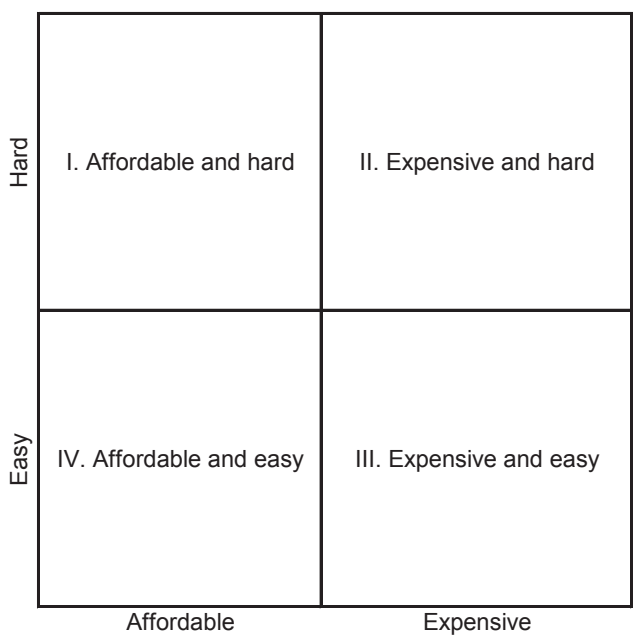 Hard
I. Affordable and hard
II. Expensive and hard
Easy
IV. Affordable and easy
III. Expensive and easy
Affordable
Expensive